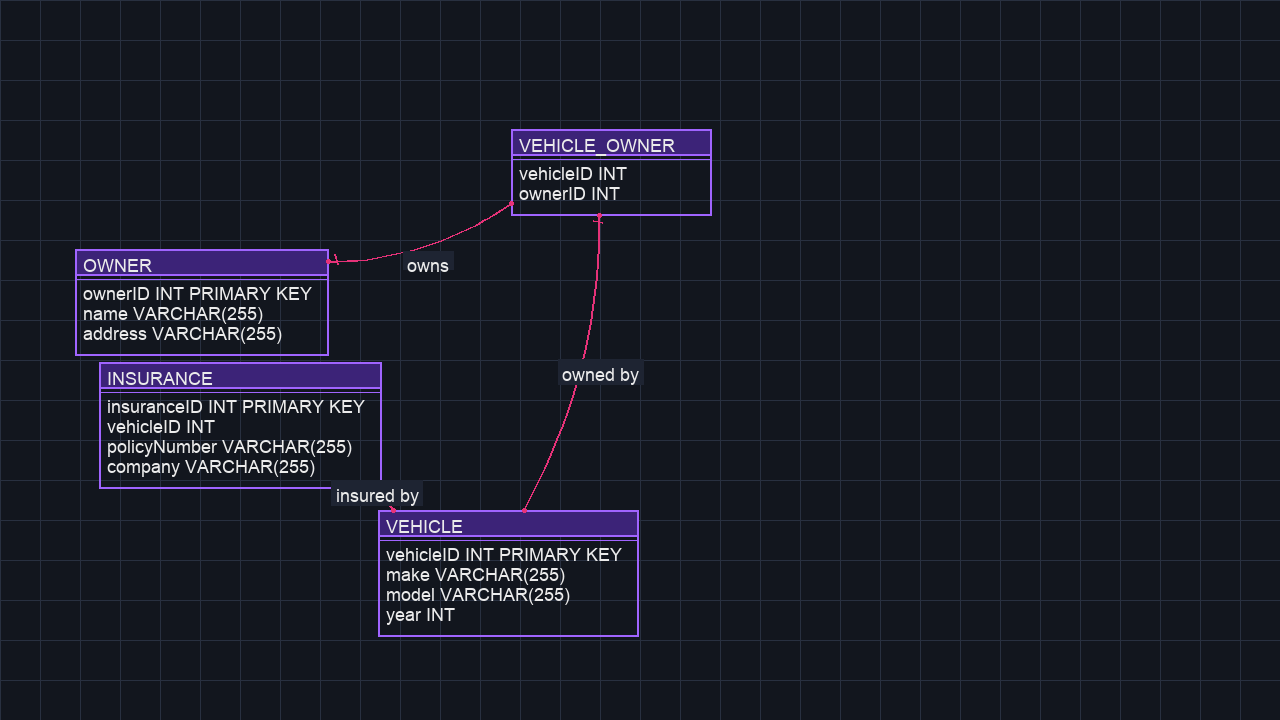 VEHICLE_OWNER
vehicleID INT
ownerID INT
owns
OWNER
ownerID INT PRIMARY KEY
name VARCHAR(255)
address VARCHAR(255)
owned by
INSURANCE
insuranceID INT PRIMARY KEY
vehicleID INT
policyNumber VARCHAR(255)
company VARCHAR(255)
insured by
VEHICLE
vehicleID INT PRIMARY KEY
make VARCHAR(255)
model VARCHAR(255)
year INT